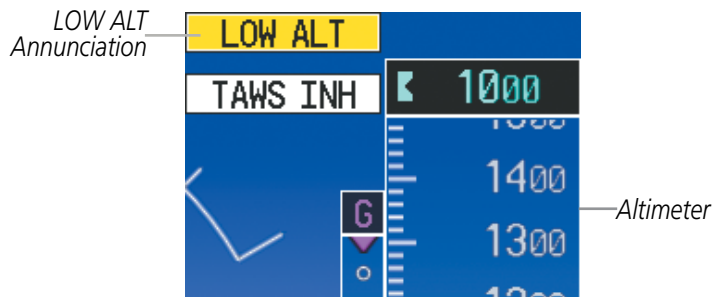 LOW ALT
Annunciation
LOW ALT
TAWS INH
1000
1400
G
Altimeter
1300